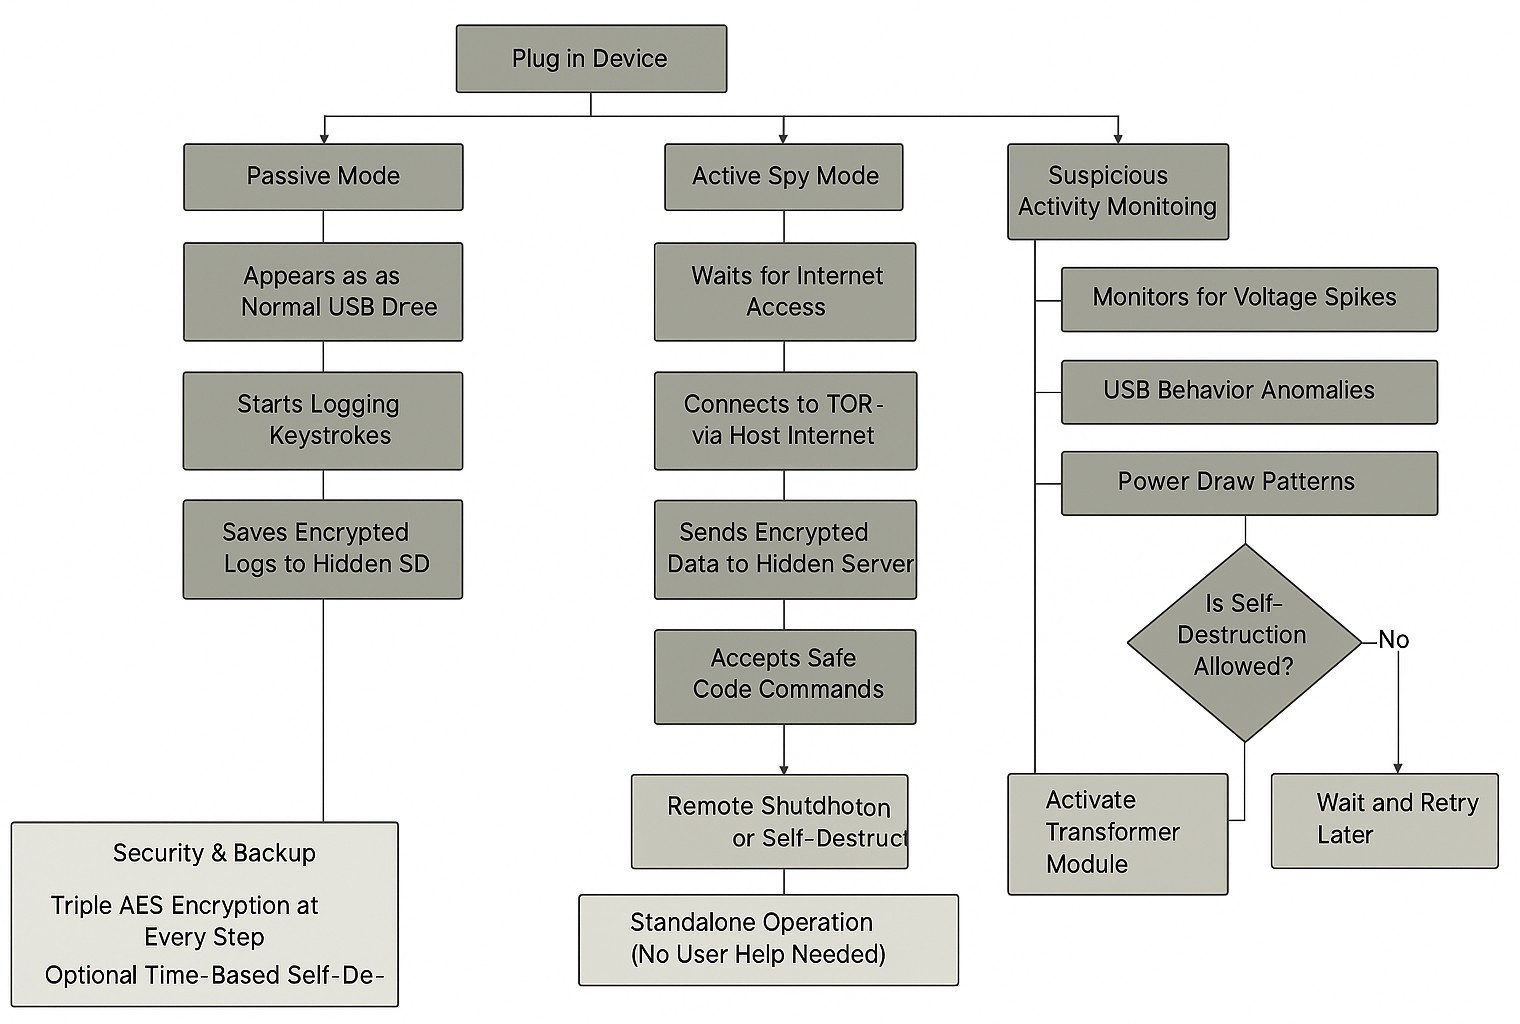 Plug in Device
Passive Mode
Appears as as
Normal USB Dree
Starts Logging
Keystrokes
Saves Encrypted
Logs to Hidden SD
Security & Backup
Triple AES Encryption at
Every Step
Optional Time-Based Self-De-
Active Spy Mode
Waits for Internet
Access
Connects to TOR-
via Host Internet
Sends Encrypted
Data to Hidden Server
Accepts Safe
Code Commands
Remote Shutdhoton
or Self-Destruct
Standalone Operation
(No User Help Needed)
Suspicious
Activity Monitoing
Monitors for Voltage Spikes
USB Behavior Anomalies
Power Draw Patterns
Is Self-
Destruction
Allowed?
No
Activate
Transformer
Module
Wait and Retry
Later